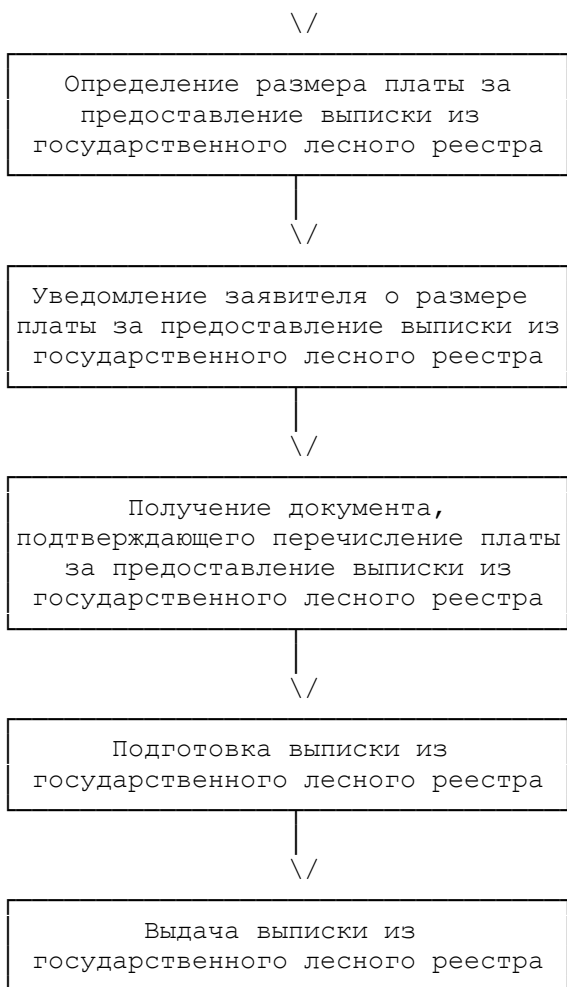 \/
Определение размера платы за
предоставление выписки из
государственного лесного реестра
\/
Уведомление заявителя о размере
платы за предоставление выписки из
государственного лесного реестра
\/
Получение документа,
подтверждающего перечисление платы
за предоставление выписки из
государственного лесного реестра
\/
Подготовка выписки из
государственного лесного реестра
\/
Выдача выписки из
государственного лесного реестра